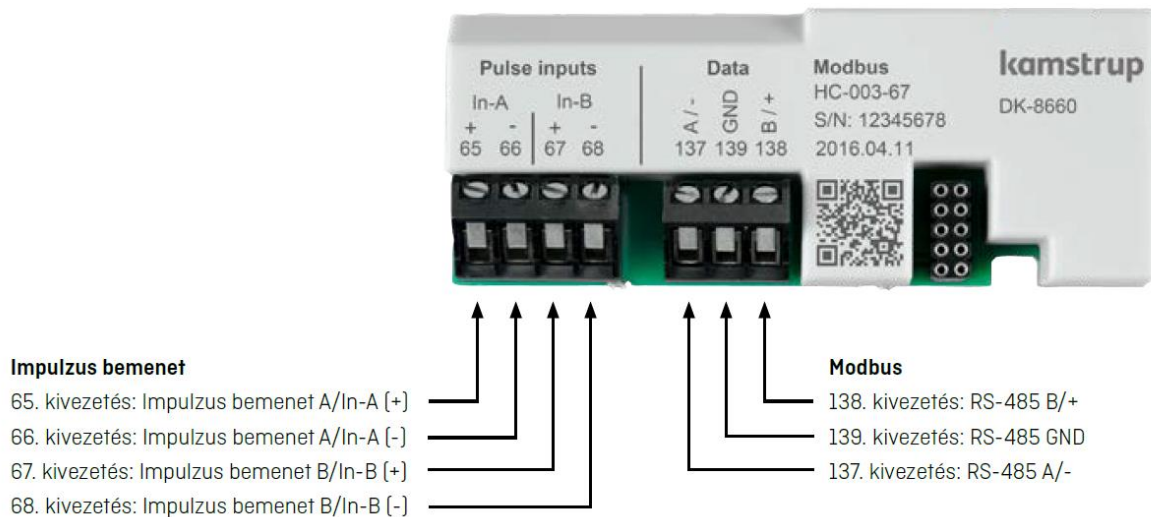 Pulse inputs
In-A In-B
+ - + -
65 66 67 68
Data
A / - GND B / +
137 139 138
Modbus
HC-003-67
S/N: 12345678
2016.04.11
kamstrup
DK-8660
Impulzus bemenet
65. kivezetés: Impulzus bemenet A/In-A (+)
66. kivezetés: Impulzus bemenet A/In-A (-)
67. kivezetés: Impulzus bemenet B/In-B (+)
68. kivezetés: Impulzus bemenet B/In-B (-)
Modbus
138. kivezetés: RS-485 B/+
139. kivezetés: RS-485 GND
137. kivezetés: RS-485 A/-